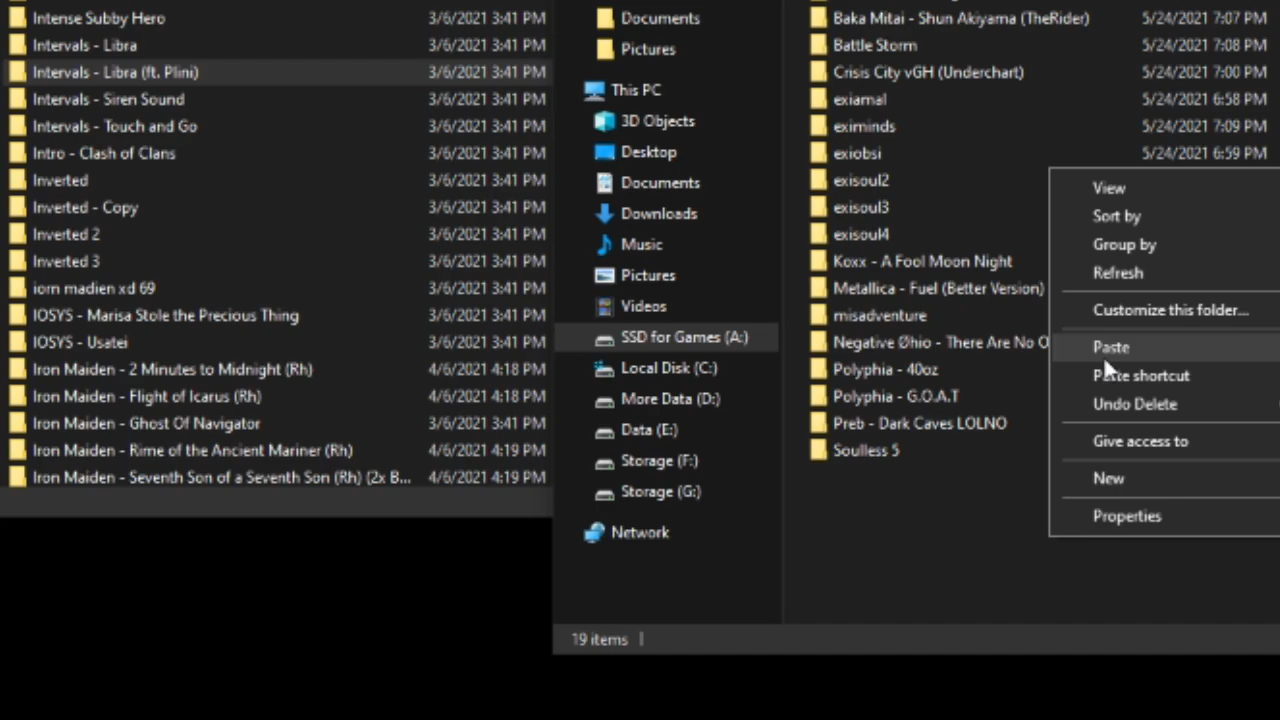 Intense Subby Hero 3/6/2021 3:41 PM
Intervals - Libra 3/6/2021 3:41 PM
Intervals - Libra (ft. Plini) 3/6/2021 3:41 PM
Intervals - Siren Sound 3/6/2021 3:41 PM
Intervals - Touch and Go 3/6/2021 3:41 PM
Intro - Clash of Clans 3/6/2021 3:41 PM
Inverted 3/6/2021 3:41 PM
Inverted - Copy 3/6/2021 3:41 PM
Inverted 2 3/6/2021 3:41 PM
Inverted 3 3/6/2021 3:41 PM
iorn madien xd 69 3/6/2021 3:41 PM
IOSYS - Marisa Stole the Precious Thing 3/6/2021 3:41 PM
IOSYS - Usatei 3/6/2021 3:41 PM
Iron Maiden - 2 Minutes to Midnight (Rh) 4/6/2021 4:18 PM
Iron Maiden - Flight of Icarus (Rh) 4/6/2021 4:18 PM
Iron Maiden - Ghost Of Navigator 3/6/2021 3:41 PM
Iron Maiden - Rime of the Ancient Mariner (Rh) 4/6/2021 4:19 PM
Iron Maiden - Seventh Son of a Seventh Son (Rh) (2x B... 4/6/2021 4:19 PM
Documents
Pictures
This PC
3D Objects
Desktop
Documents
Downloads
Music
Pictures
Videos
SSD for Games (A:)
Local Disk (C:)
More Data (D:)
Data (E:)
Storage (F:)
Storage (G:)
Network
19 items
Baka Mitai - Shun Akiyama (TheRider) 5/24/2021 7:07 PM
Battle Storm 5/24/2021 7:08 PM
Crisis City vGH (Underchart) 5/24/2021 7:00 PM
exiamal 5/24/2021 6:58 PM
eximinds 5/24/2021 7:09 PM
exiobsi 5/24/2021 6:59 PM
exisoul2
exisoul3
exisoul4
Koxx - A Fool Moon Night
Metallica - Fuel (Better Version)
misadventure
Negative Øhio - There Are No O
Polyphia - 40oz
Polyphia - G.O.A.T
Preb - Dark Caves LOLNO
Soulless 5
View
Sort by
Group by
Refresh
Customize this folder...
Paste
Paste shortcut
Undo Delete
Give access to
New
Properties